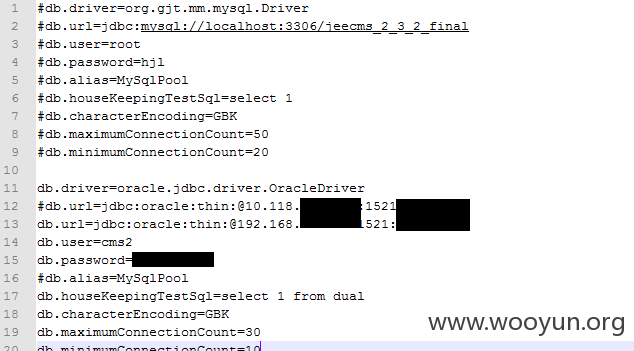 1 #db.driver=org.gjt.mm.mysql.Driver
2 #db.url=jdbc:mysql://localhost:3306/jeecms_2_3_2_final
3 #db.user=root
4 #db.password=hjl
5 #db.alias=MySqlPool
6 #db.houseKeepingTestSql=select 1
7 #db.characterEncoding=GBK
8 #db.maximumConnectionCount=50
9 #db.minimumConnectionCount=20
10
11 db.driver=oracle.jdbc.driver.OracleDriver
12 #db.url=jdbc:oracle:thin:@10.118. :1521
13 db.url=jdbc:oracle:thin:@192.168. 1521:
14 db.user=cms2
15 db.password=
16 #db.alias=MySqlPool
17 db.houseKeepingTestSql=select 1 from dual
18 db.characterEncoding=GBK
19 db.maximumConnectionCount=30
20 db.minimumConnectionCount=10
www.wooyun.org